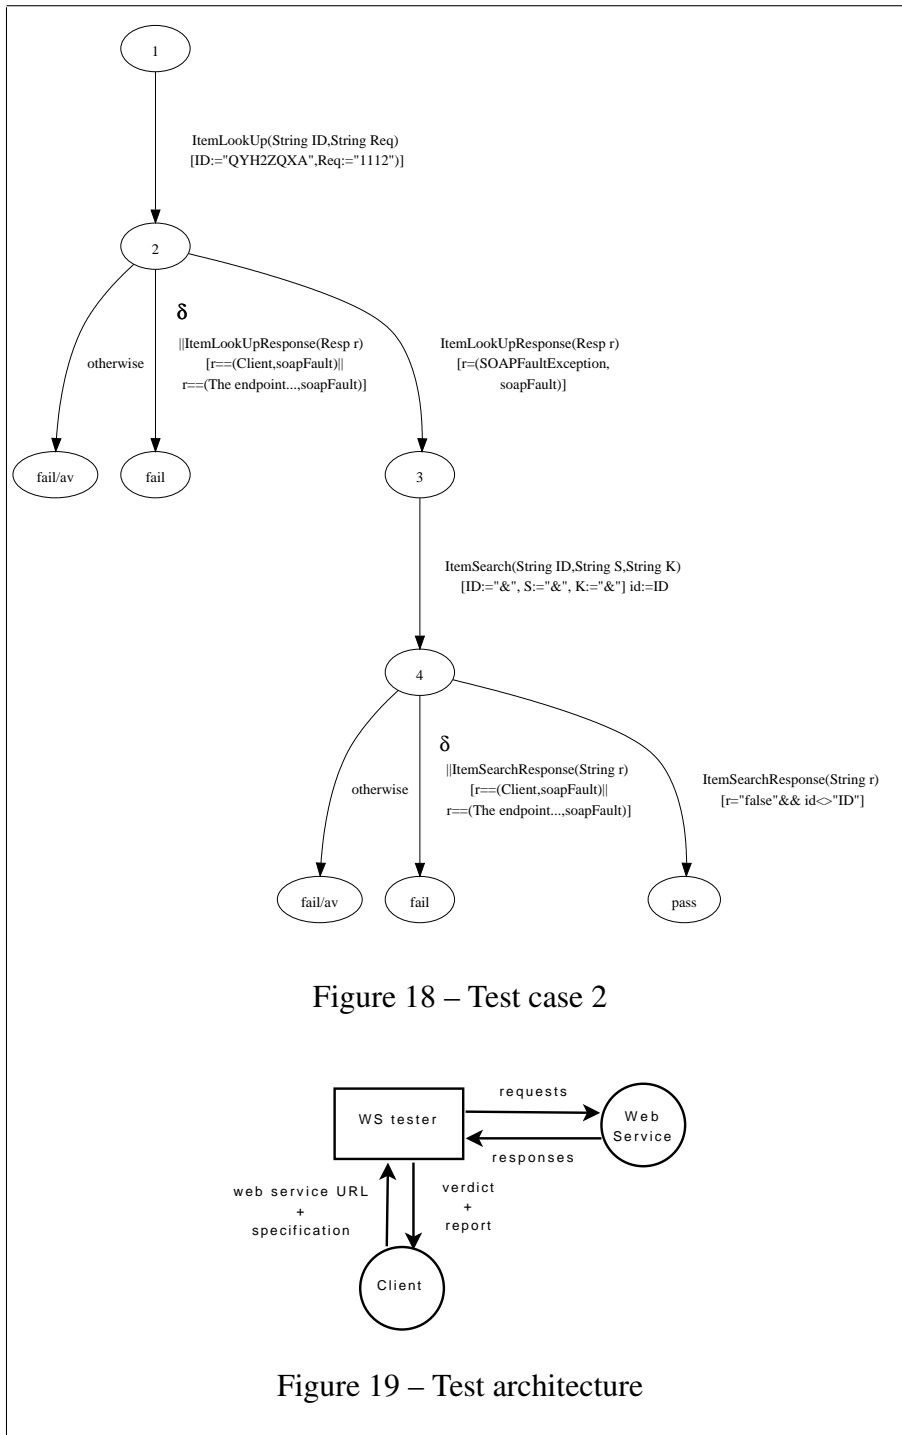 1
ItemLookUp(String ID,String Req)
[ID:="QYH2ZQXA",Req:="1112")]
2
δ
otherwise
||ItemLookUpResponse(Resp r)
[r==(Client,soapFault)||
r==(The endpoint...,soapFault)]
ItemLookUpResponse(Resp r)
[r=(SOAPFaultException,
soapFault)]
fail/av
fail
3
ItemSearch(String ID,String S,String K)
[ID:="&", S:="&", K:="&"] id:=ID
4
δ
otherwise
||ItemSearchResponse(String r)
[r==(Client,soapFault)||
r==(The endpoint...,soapFault)]
ItemSearchResponse(String r)
[r="false"&& id<>"ID"]
fail/av
fail
pass
Figure 18 – Test case 2
requests
WS tester
Web
Service
responses
web service URL
+
specification
verdict
+
report
Client
Figure 19 – Test architecture